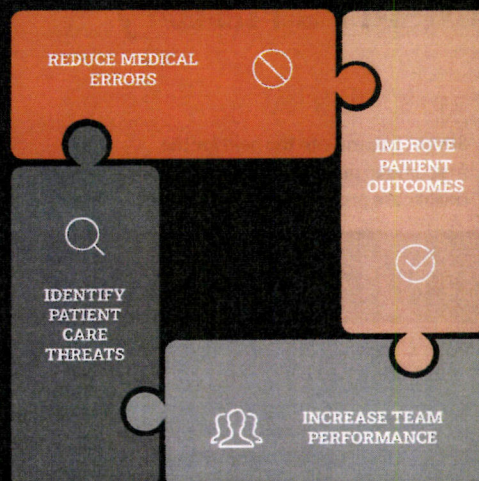 REDUCE MEDICAL
ERRORS
IMPROVE
PATIENT
OUTCOMES
IDENTIFY
PATIENT
CARE
THREATS
INCREASE TEAM
PERFORMANCE